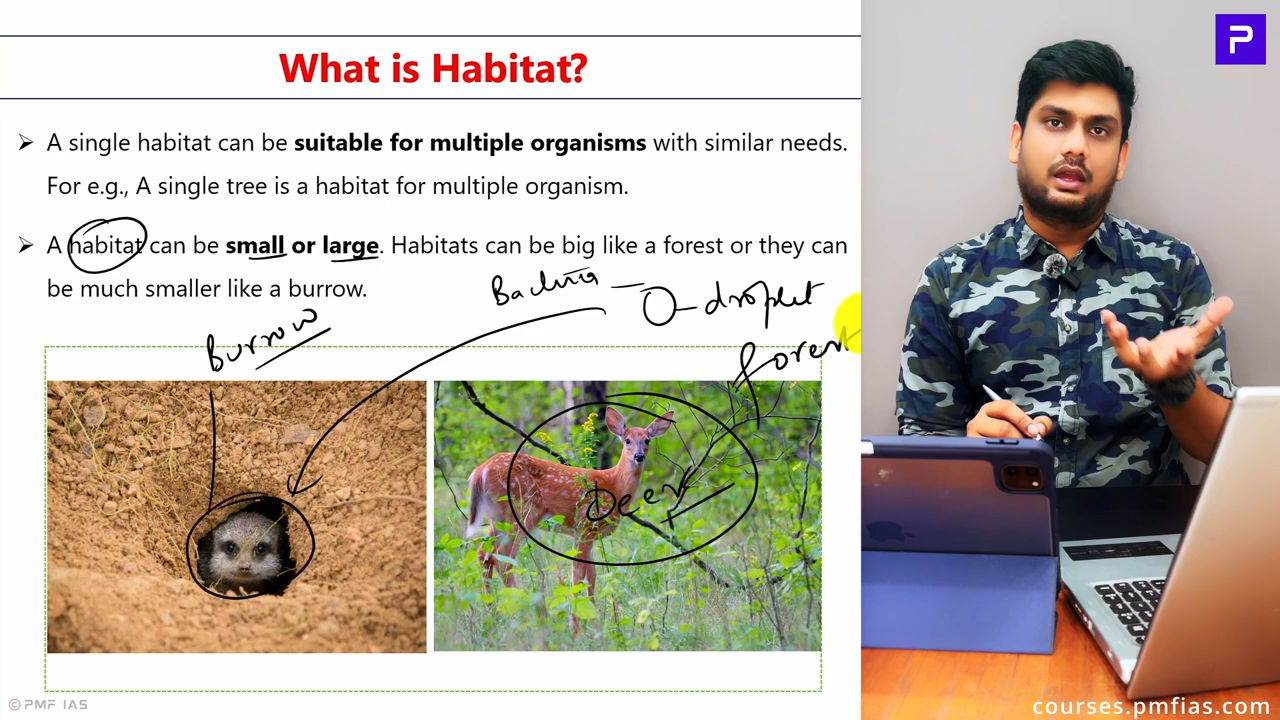 P
What is Habitat?
➢ A single habitat can be suitable for multiple organisms with similar needs.
For e.g., A single tree is a habitat for multiple organism.
➢ A habitat can be small or large. Habitats can be big like a forest or they can
be much smaller like a burrow.
Bacteria - O- droplet
Burrow
forest
Deer
© PMF IAS
courses.pmfias.com